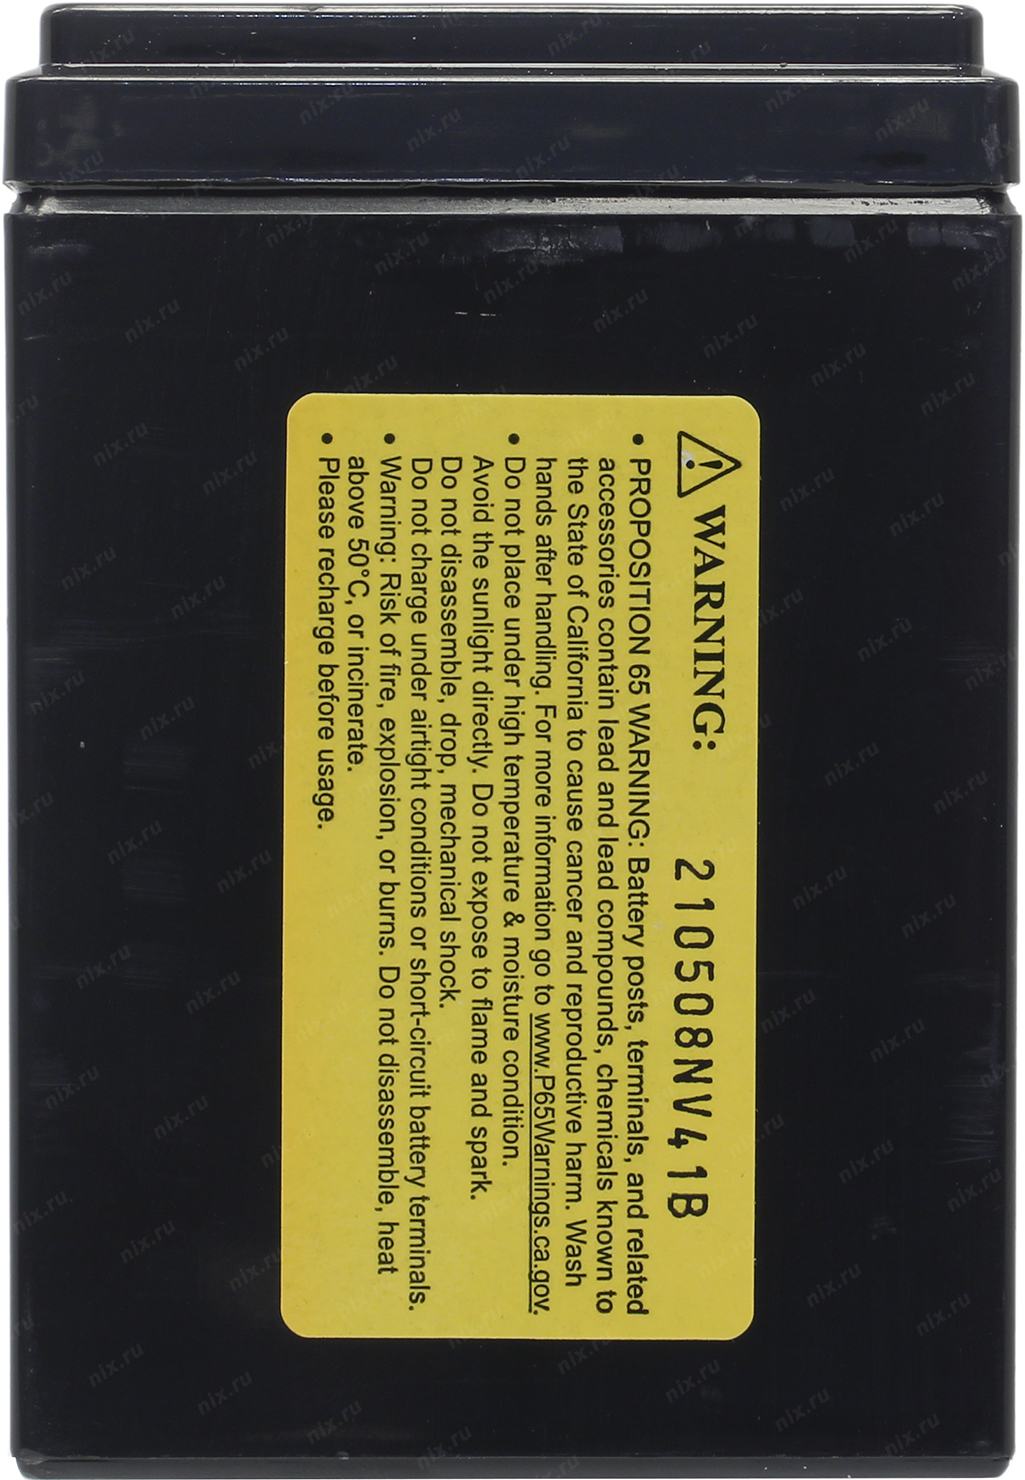 WARNING: 210508NV41B
• PROPOSITION 65 WARNING: Battery posts, terminals, and related
accessories contain lead and lead compounds, chemicals known to
the State of California to cause cancer and reproductive harm. Wash
hands after handling. For more information go to www.P65Warnings.ca.gov.
• Do not place under high temperature & moisture condition.
Avoid the sunlight directly. Do not expose to flame and spark.
Do not disassemble, drop, mechanical shock.
Do not charge under airtight conditions or short-circuit battery terminals.
• Warning: Risk of fire, explosion, or burns. Do not disassemble, heat
above 50°C, or incinerate.
• Please recharge before usage.
nix.ru